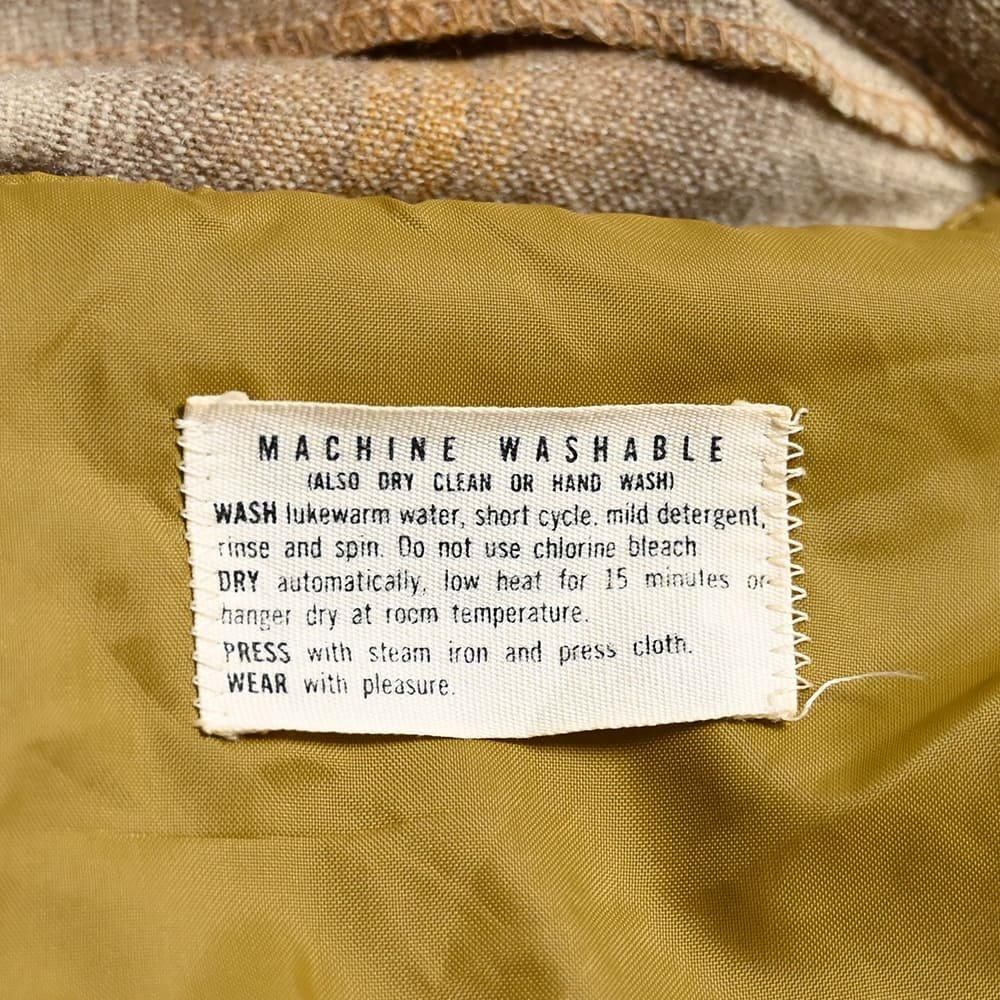 MACHINE WASHABLE
(ALSO DRY CLEAN OR HAND WASH)
WASH lukewarm water, short cycle. mild detergent,
rinse and spin. Do not use chlorine bleach
DRY automatically, low heat for 15 minutes or
hanger dry at room temperature.
PRESS with steam iron and press cloth.
WEAR with pleasure.